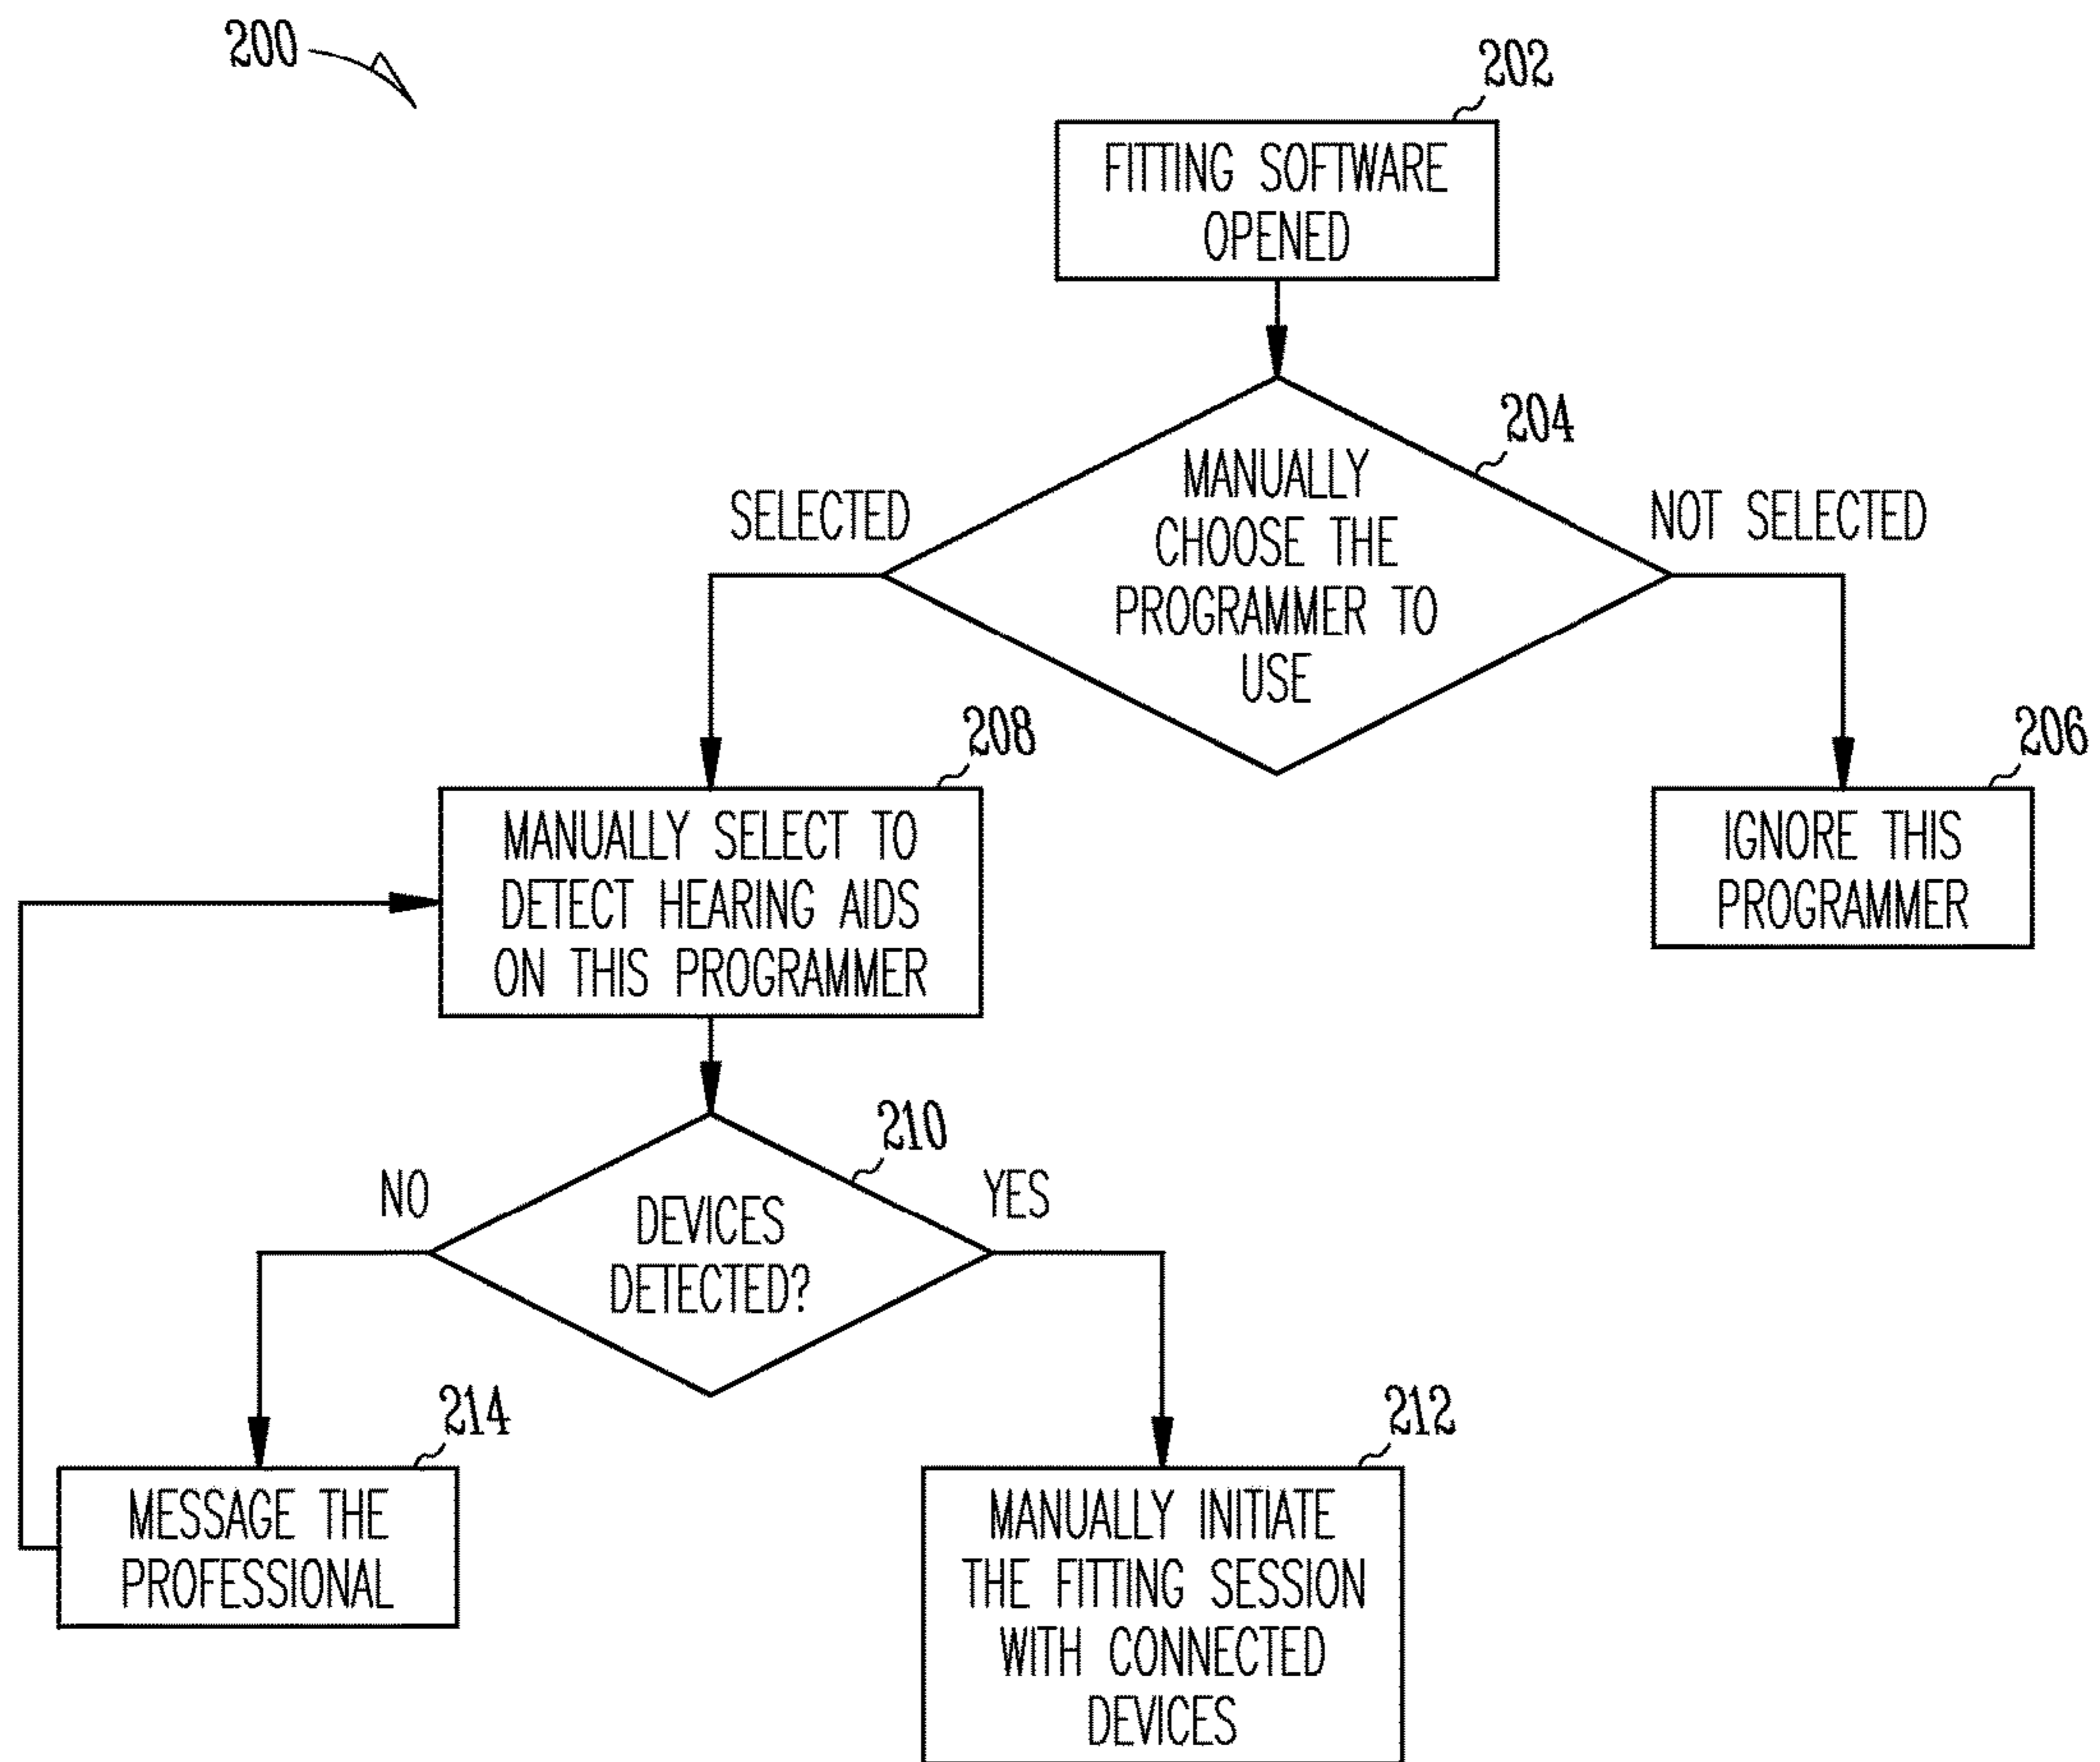 200
202
FITTING SOFTWARE
OPENED
204
MANUALLY
CHOOSE THE
PROGRAMMER TO
USE
SELECTED
NOT SELECTED
208
MANUALLY SELECT TO
DETECT HEARING AIDS
ON THIS PROGRAMMER
206
IGNORE THIS
PROGRAMMER
210
DEVICES
DETECTED?
NO
YES
214
MESSAGE THE
PROFESSIONAL
212
MANUALLY INITIATE
THE FITTING SESSION
WITH CONNECTED
DEVICES